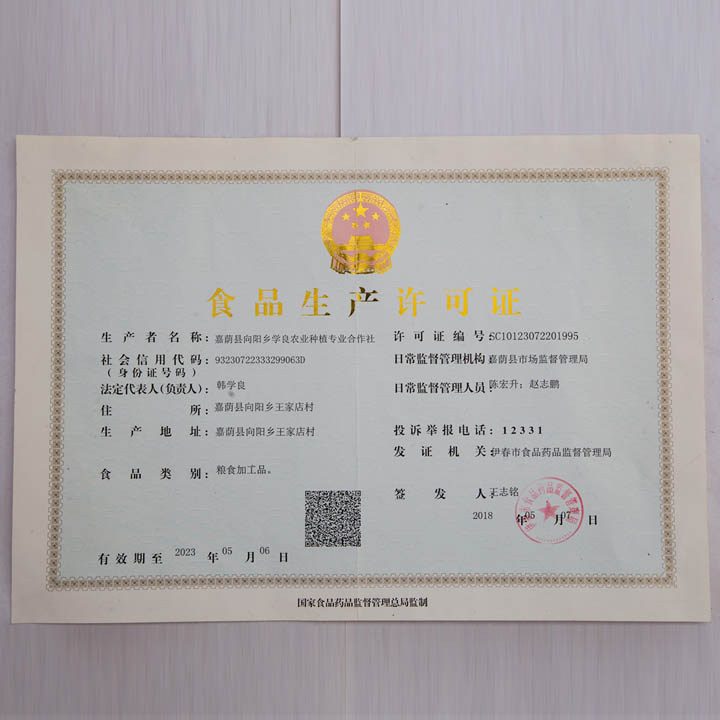 食品生产许可证
生产者名称：嘉荫县向阳乡学良农业种植专业合作社
社会信用代码：93230722333299063D
（身份证号码）
法定代表人(负责人)：韩学良
住所：嘉荫县向阳乡王家店村
生产地址：嘉荫县向阳乡王家店村
食品类别：粮食加工品。
有效期至 2023 年 05 月 06 日
许可证编号：SC10123072201995
日常监督管理机构：嘉荫县市场监督管理局
日常监督管理人员：陈宏升；赵志鹏
投诉举报电话：12331
发证机关：伊春市食品药品监督管理局
签发人：王志铭
2018 年 05 月 07 日
国家食品药品监督管理总局监制